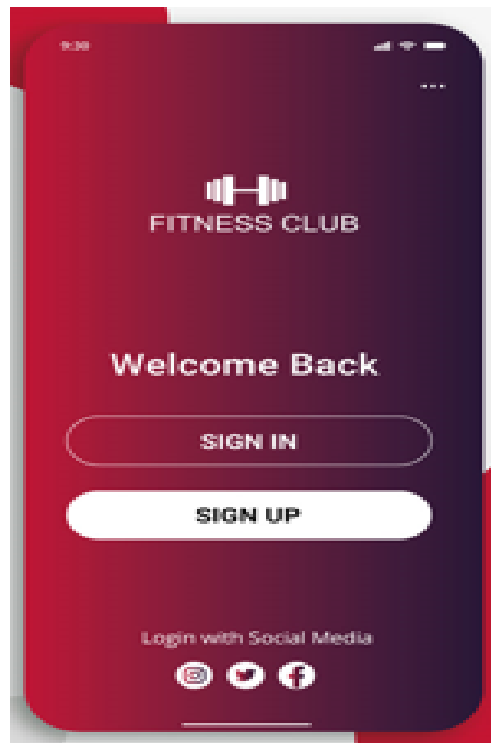 9:30
FITNESS CLUB
Welcome Back
SIGN IN
SIGN UP
Login with Social Media